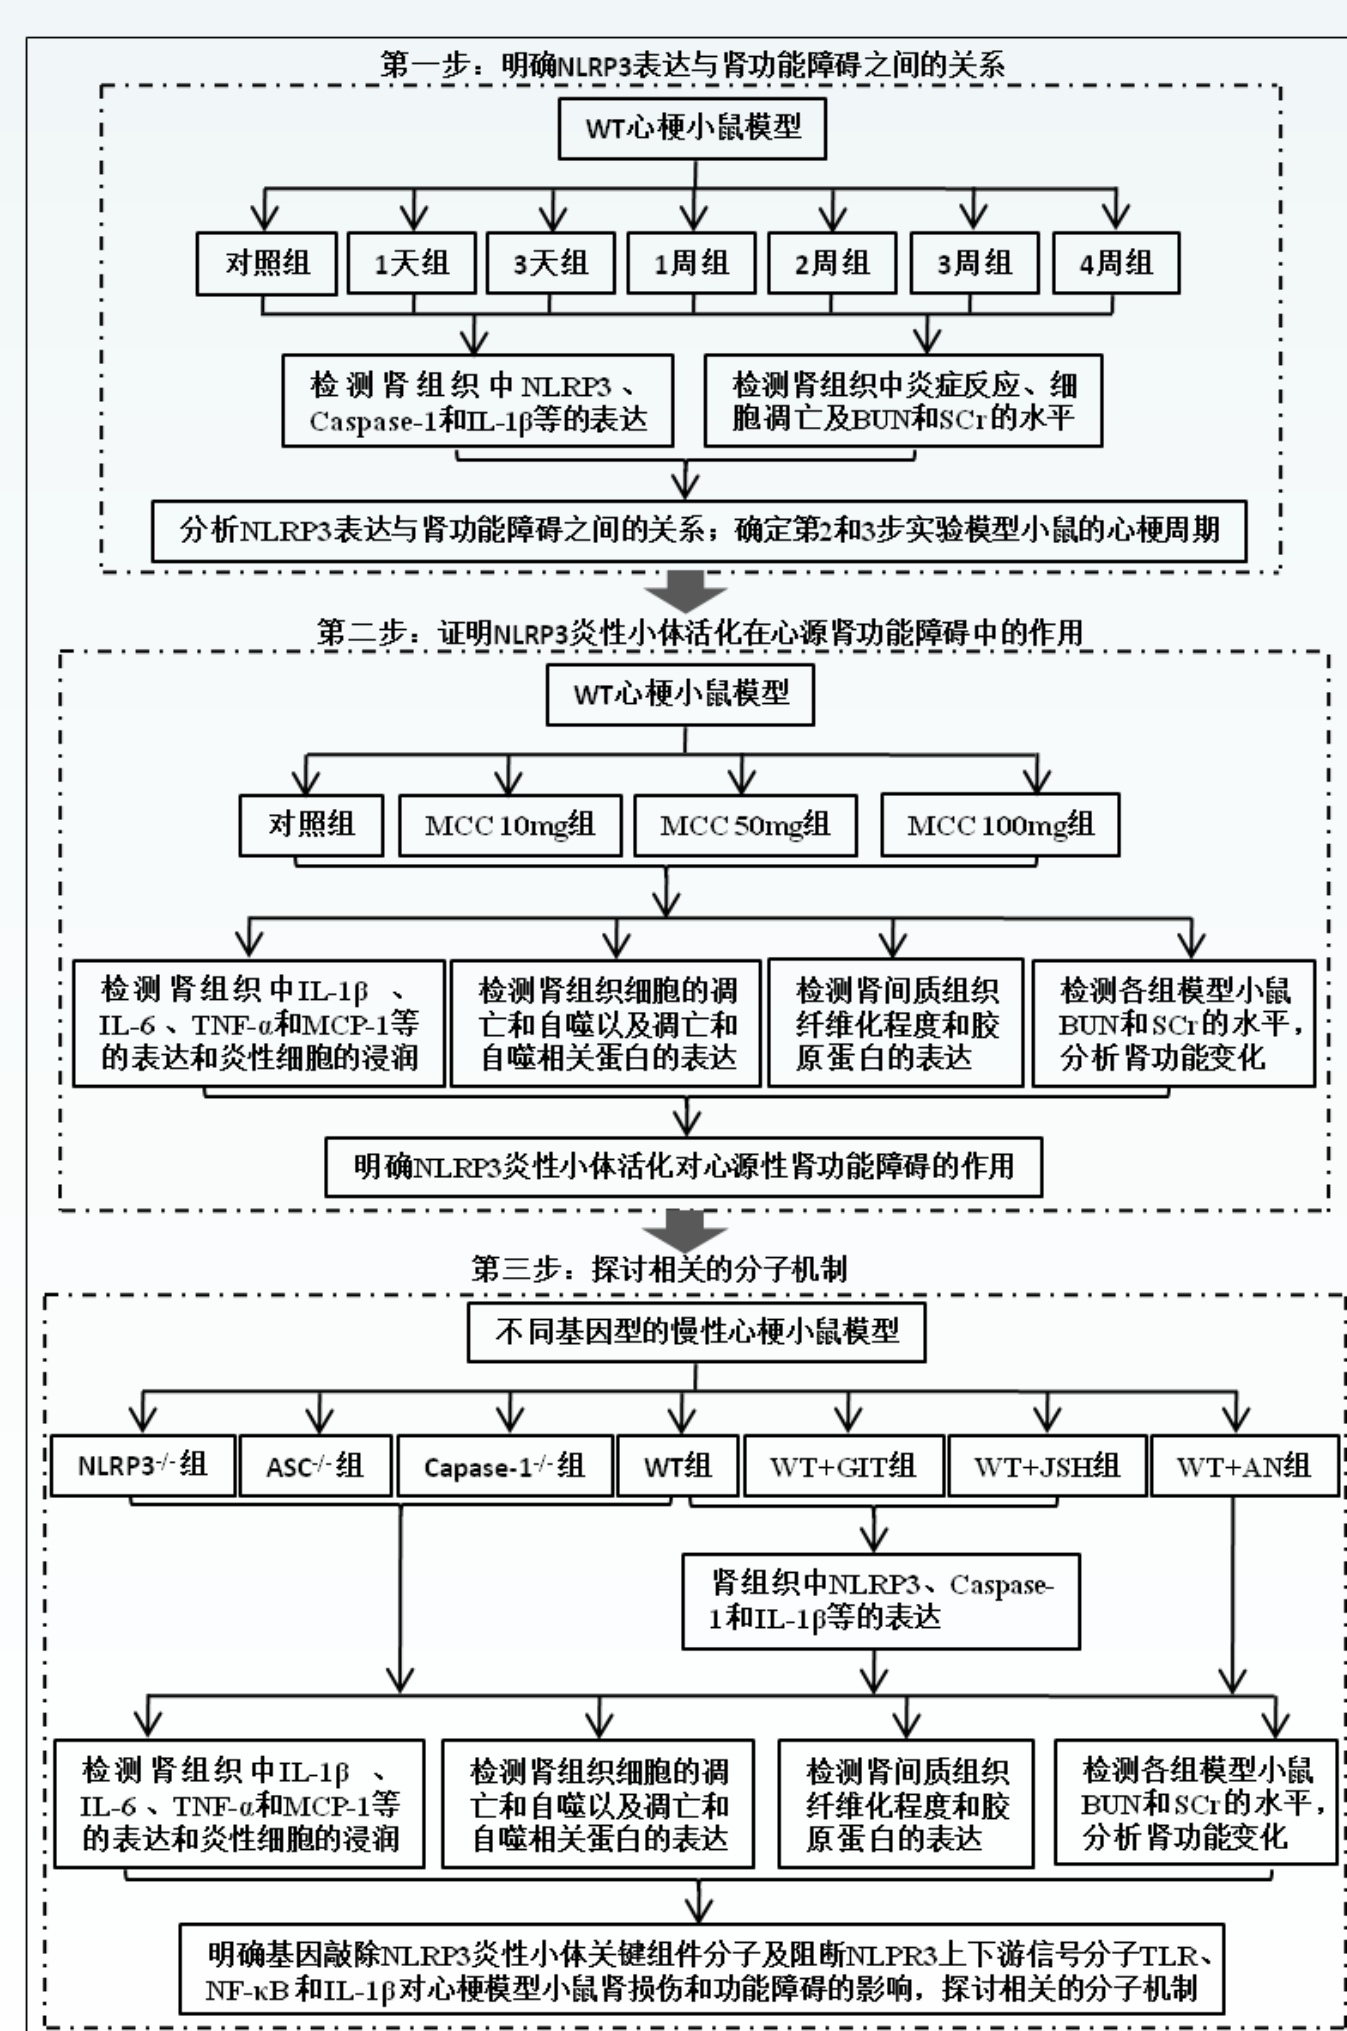 第一步：明确NLRP3表达与肾功能障碍之间的关系
WT心梗小鼠模型
对照组
1天组
3天组
1周组
2周组
3周组
4周组
检测肾组织中NLRP3、
Caspase-1和IL-1β等的表达
检测肾组织中炎症反应、细
胞凋亡及BUN和SCr的水平
分析NLRP3表达与肾功能障碍之间的关系；确定第2和3步实验模型小鼠的心梗周期
第二步：证明NLRP3炎性小体活化在心源肾功能障碍中的作用
WT心梗小鼠模型
对照组
MCC 10mg组
MCC 50mg组
MCC 100mg组
检测肾组织中IL-1β、
IL-6、TNF-α和MCP-1等
的表达和炎性细胞的浸润
检测肾组织细胞的凋
亡和自噬以及凋亡和
自噬相关蛋白的表达
检测肾间质组织
纤维化程度和胶
原蛋白的表达
检测各组模型小鼠
BUN和SCr的水平，
分析肾功能变化
明确NLRP3炎性小体活化对心源性肾功能障碍的作用
第三步：探讨相关的分子机制
不同基因型的慢性心梗小鼠模型
NLRP3-/-组
ASC-/-组
Capase-1-/-组
WT组
WT+GIT组
WT+JSH组
WT+AN组
肾组织中NLRP3、Caspase-
1和IL-1β等的表达
检测肾组织中IL-1β、
IL-6、TNF-α和MCP-1等
的表达和炎性细胞的浸润
检测肾组织细胞的凋
亡和自噬以及凋亡和
自噬相关蛋白的表达
检测肾间质组织
纤维化程度和胶
原蛋白的表达
检测各组模型小鼠
BUN和SCr的水平，
分析肾功能变化
明确基因敲除NLRP3炎性小体关键组件分子及阻断NLPR3上下游信号分子TLR、
NF-κB和IL-1β对心梗模型小鼠肾损伤和功能障碍的影响，探讨相关的分子机制